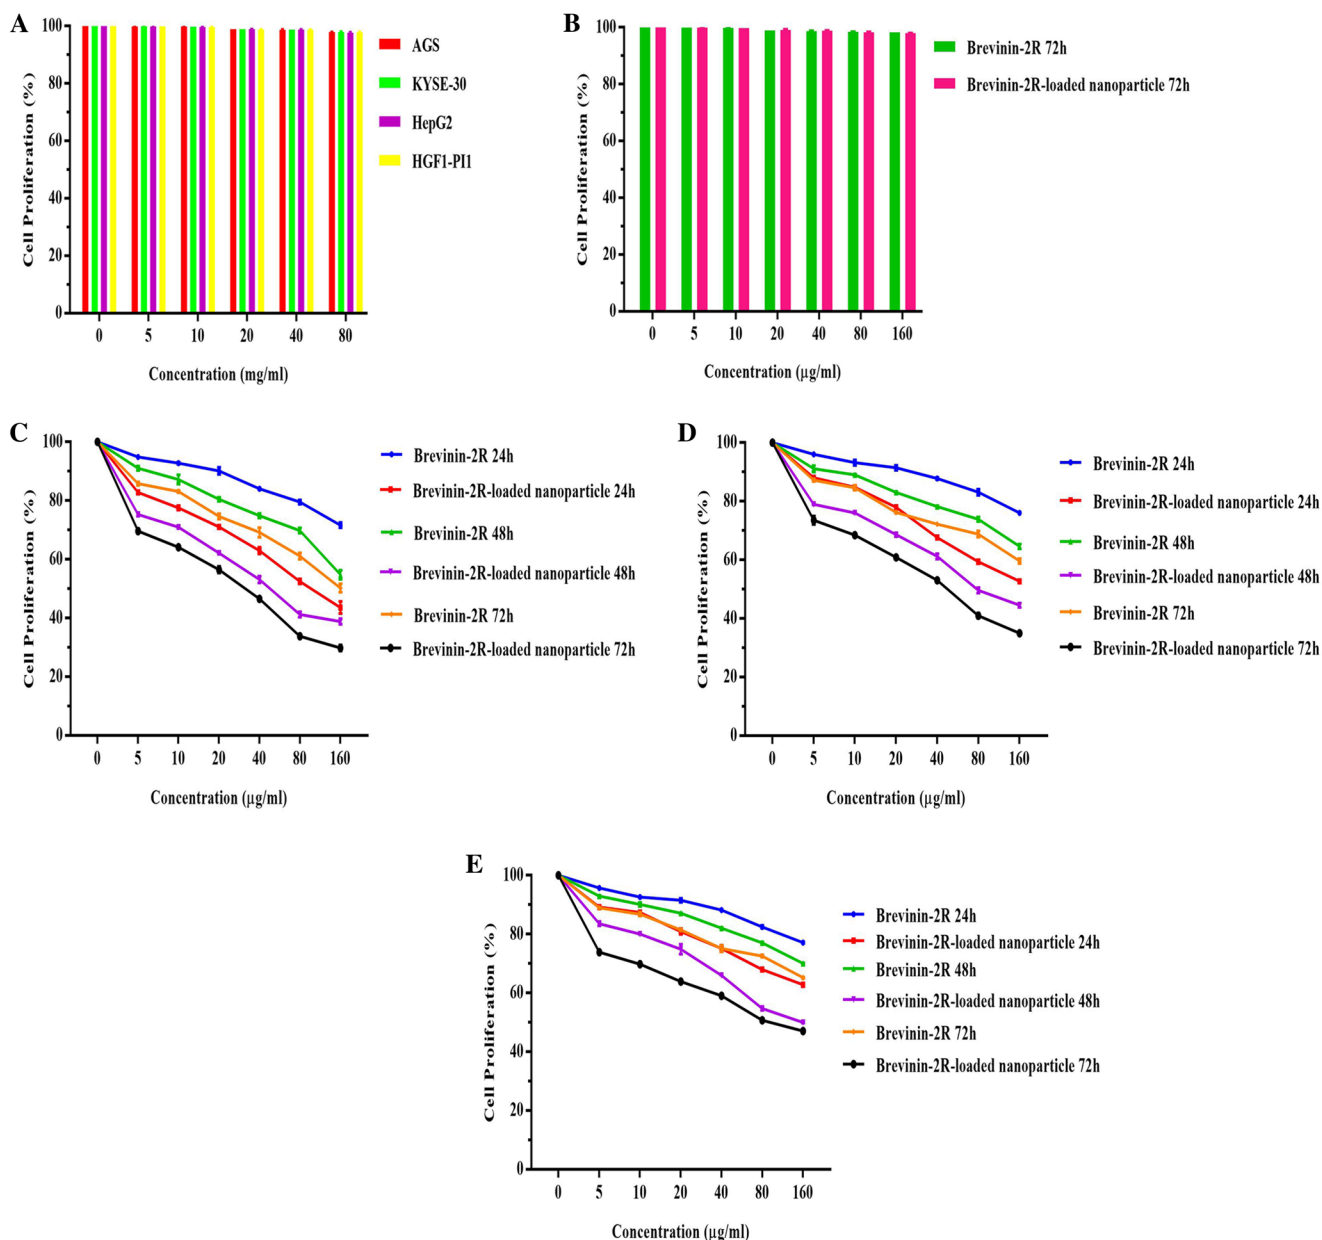 A
100
80
60
40
20
0
Cell Proliferation (%)
0 5 10 20 40 80
Concentration (mg/ml)
AGS
KYSE-30
HepG2
HGF1-PI1
B
100
80
60
40
20
0
Cell Proliferation (%)
0 5 10 20 40 80 160
Concentration (µg/ml)
Brevinin-2R 72h
Brevinin-2R-loaded nanoparticle 72h
C
100
80
60
40
20
0
Cell Proliferation (%)
0 5 10 20 40 80 160
Concentration (µg/ml)
Brevinin-2R 24h
Brevinin-2R-loaded nanoparticle 24h
Brevinin-2R 48h
Brevinin-2R-loaded nanoparticle 48h
Brevinin-2R 72h
Brevinin-2R-loaded nanoparticle 72h
D
100
80
60
40
20
0
Cell Proliferation (%)
0 5 10 20 40 80 160
Concentration (µg/ml)
Brevinin-2R 24h
Brevinin-2R-loaded nanoparticle 24h
Brevinin-2R 48h
Brevinin-2R-loaded nanoparticle 48h
Brevinin-2R 72h
Brevinin-2R-loaded nanoparticle 72h
E
100
80
60
40
20
0
Cell Proliferation (%)
0 5 10 20 40 80 160
Concentration (µg/ml)
Brevinin-2R 24h
Brevinin-2R-loaded nanoparticle 24h
Brevinin-2R 48h
Brevinin-2R-loaded nanoparticle 48h
Brevinin-2R 72h
Brevinin-2R-loaded nanoparticle 72h